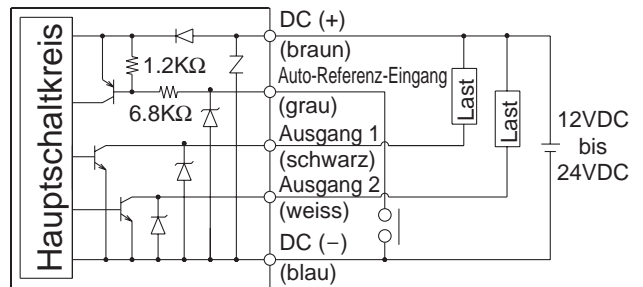 Hauptschaltkreis
DC (+)
(braun)
1.2KΩ
Auto-Referenz-Eingang
(grau)
6.8KΩ
Ausgang 1
(schwarz)
Ausgang 2
(weiss)
DC (−)
(blau)
Last
Last
12VDC
bis
24VDC